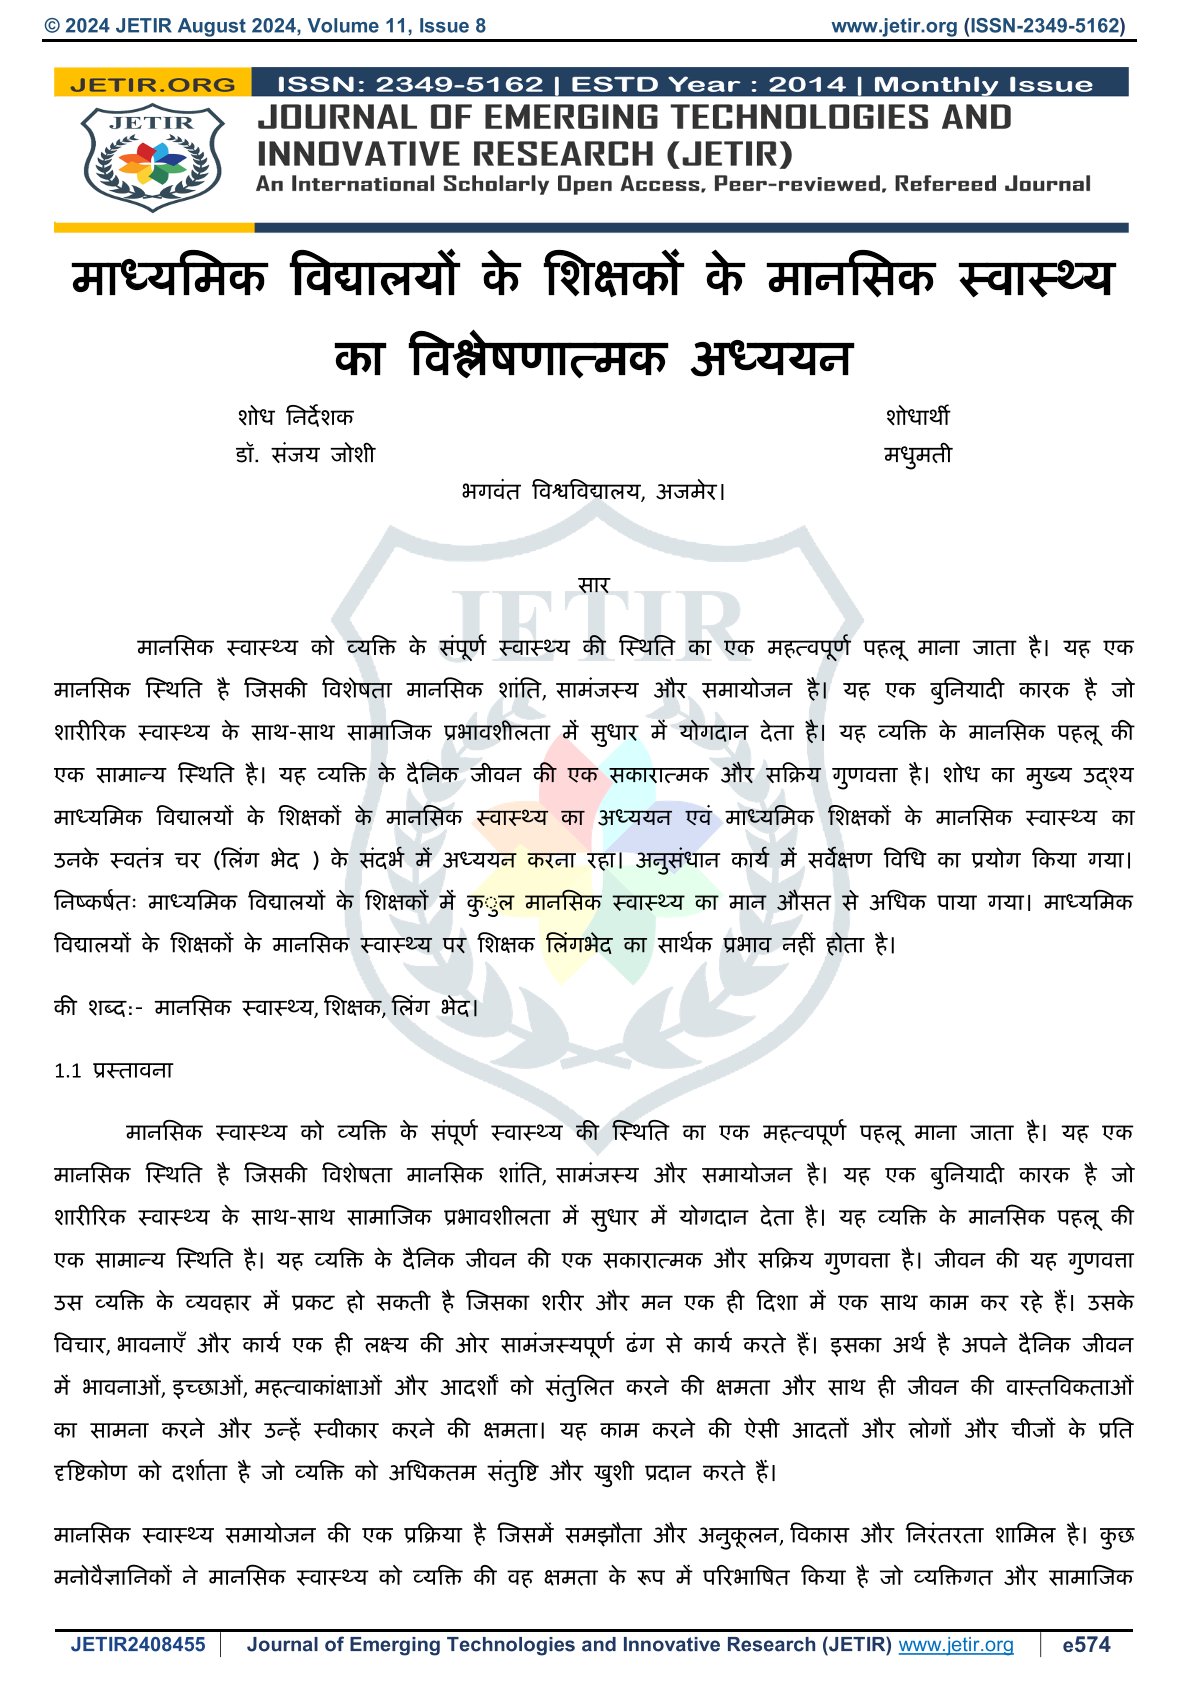 © 2024 JETIR August 2024, Volume 11, Issue 8 www.jetir.org (ISSN-2349-5162)
JETIR.ORG ISSN: 2349-5162 | ESTD Year : 2014 | Monthly Issue
JETIR
JOURNAL OF EMERGING TECHNOLOGIES AND
INNOVATIVE RESEARCH (JETIR)
An International Scholarly Open Access, Peer-reviewed, Refereed Journal
माध्यमिक विद्यालयों के शिक्षकों के मानसिक स्वास्थ्य
का विश्लेषणात्मक अध्ययन
शोध निर्देशक शोधार्थी
डॉ. संजय जोशी मधुमती
भगवंत विश्वविद्यालय, अजमेर।
JETIR
सार
मानसिक स्वास्थ्य को व्यक्ति के संपूर्ण स्वास्थ्य की स्थिति का एक महत्वपूर्ण पहलू माना जाता है। यह एक
मानसिक स्थिति है जिसकी विशेषता मानसिक शांति, सामंजस्य और समायोजन है। यह एक बुनियादी कारक है जो
शारीरिक स्वास्थ्य के साथ-साथ सामाजिक प्रभावशीलता में सुधार में योगदान देता है। यह व्यक्ति के मानसिक पहलू की
एक सामान्य स्थिति है। यह व्यक्ति के दैनिक जीवन की एक सकारात्मक और सक्रिय गुणवत्ता है। शोध का मुख्य उद्श्य
माध्यमिक विद्यालयों के शिक्षकों के मानसिक स्वास्थ्य का अध्ययन एवं माध्यमिक शिक्षकों के मानसिक स्वास्थ्य का
उनके स्वतंत्र चर (लिंग भेद ) के संदर्भ में अध्ययन करना रहा। अनुसंधान कार्य में सर्वेक्षण विधि का प्रयोग किया गया।
निष्कर्षतः माध्यमिक विद्यालयों के शिक्षकों में कुुल मानसिक स्वास्थ्य का मान औसत से अधिक पाया गया। माध्यमिक
विद्यालयों के शिक्षकों के मानसिक स्वास्थ्य पर शिक्षक लिंगभेद का सार्थक प्रभाव नहीं होता है।
की शब्द:- मानसिक स्वास्थ्य, शिक्षक, लिंग भेद।
1.1 प्रस्तावना
मानसिक स्वास्थ्य को व्यक्ति के संपूर्ण स्वास्थ्य की स्थिति का एक महत्वपूर्ण पहलू माना जाता है। यह एक
मानसिक स्थिति है जिसकी विशेषता मानसिक शांति, सामंजस्य और समायोजन है। यह एक बुनियादी कारक है जो
शारीरिक स्वास्थ्य के साथ-साथ सामाजिक प्रभावशीलता में सुधार में योगदान देता है। यह व्यक्ति के मानसिक पहलू की
एक सामान्य स्थिति है। यह व्यक्ति के दैनिक जीवन की एक सकारात्मक और सक्रिय गुणवत्ता है। जीवन की यह गुणवत्ता
उस व्यक्ति के व्यवहार में प्रकट हो सकती है जिसका शरीर और मन एक ही दिशा में एक साथ काम कर रहे हैं। उसके
विचार, भावनाएँ और कार्य एक ही लक्ष्य की ओर सामंजस्यपूर्ण ढंग से कार्य करते हैं। इसका अर्थ है अपने दैनिक जीवन
में भावनाओं, इच्छाओं, महत्वाकांक्षाओं और आदर्शों को संतुलित करने की क्षमता और साथ ही जीवन की वास्तविकताओं
का सामना करने और उन्हें स्वीकार करने की क्षमता। यह काम करने की ऐसी आदतों और लोगों और चीजों के प्रति
दृष्टिकोण को दर्शाता है जो व्यक्ति को अधिकतम संतुष्टि और खुशी प्रदान करते हैं।
मानसिक स्वास्थ्य समायोजन की एक प्रक्रिया है जिसमें समझौता और अनुकूलन, विकास और निरंतरता शामिल है। कुछ
मनोवैज्ञानिकों ने मानसिक स्वास्थ्य को व्यक्ति की वह क्षमता के रूप में परिभाषित किया है जो व्यक्तिगत और सामाजिक
JETIR2408455 Journal of Emerging Technologies and Innovative Research (JETIR) www.jetir.org e574